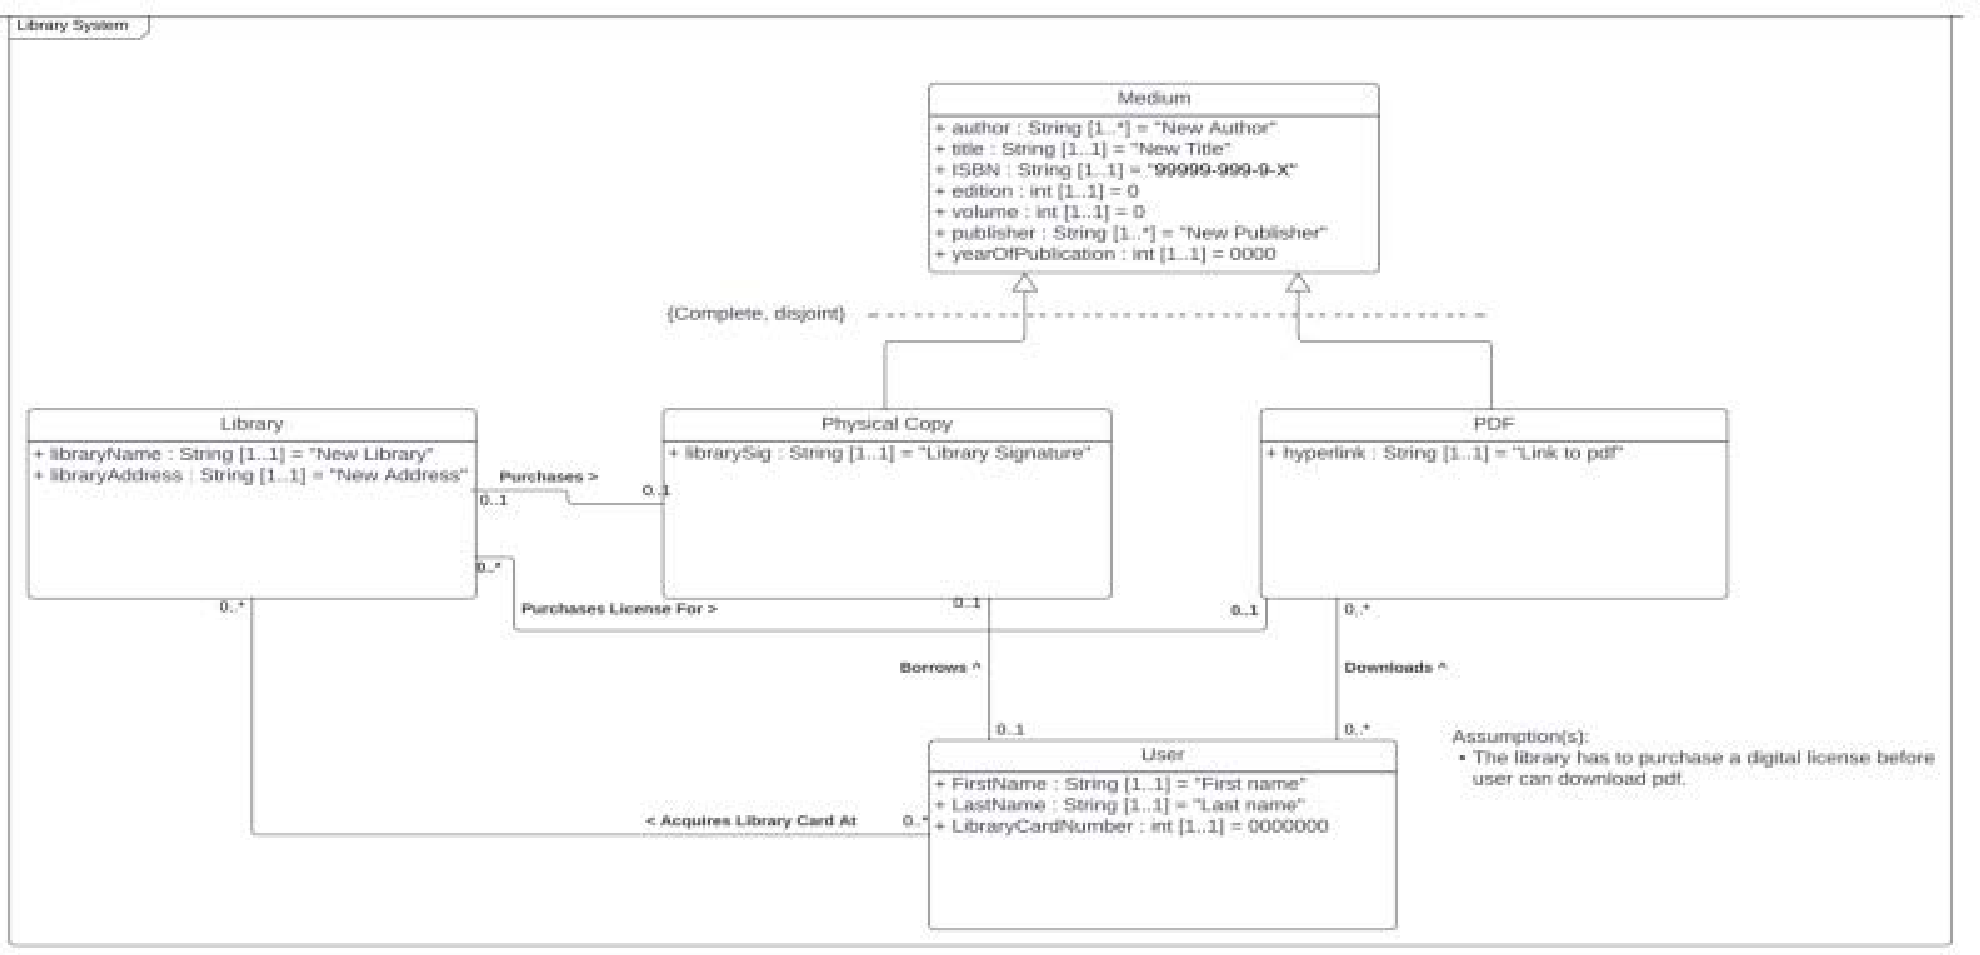 Library System
Medium
+ author : String [1..*] = "New Author"
+ title : String [1..1] = "New Title"
+ ISBN : String [1..1] = "99999-999-9-X"
+ edition : int [1..1] = 0
+ volume : int [1..1] = 0
+ publisher : String [1..*] = "New Publisher"
+ yearOfPublication : int [1..1] = 0000
{Complete, disjoint}
Library
+ libraryName : String [1..1] = "New Library"
+ libraryAddress : String [1..1] = "New Address"
Purchases >
0..1
0..1
Physical Copy
+ librarySig : String [1..1] = "Library Signature"
PDF
+ hyperlink : String [1..1] = "Link to pdf"
0..*
Purchases License For >
0..1
0..*
0..1
0..*
Borrows ^
Downloads ^
0..1
0..*
User
+ FirstName : String [1..1] = "First name"
+ LastName : String [1..1] = "Last name"
+ LibraryCardNumber : int [1..1] = 0000000
< Acquires Library Card At
0..*
Assumption(s):
• The library has to purchase a digital license before
user can download pdf.